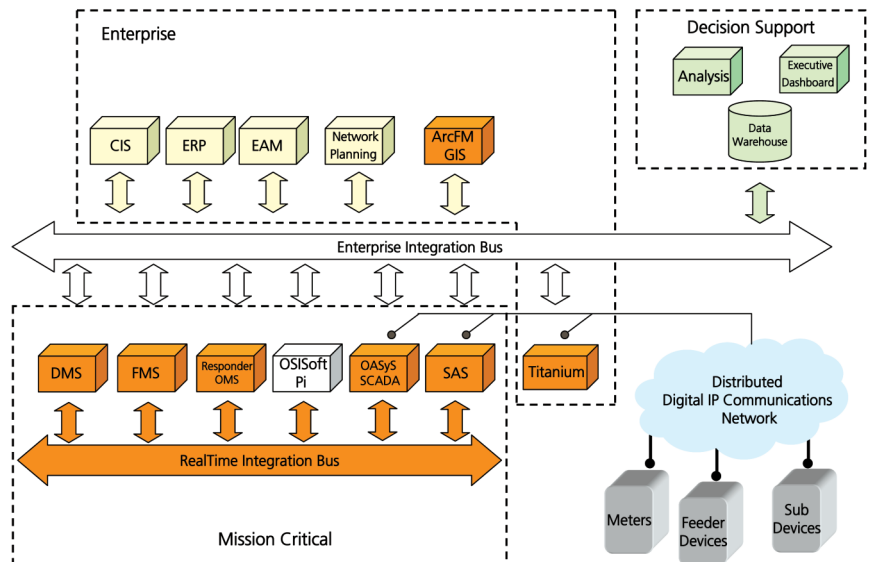 Enterprise
Decision Support
Analysis
Executive
Dashboard
Data
Warehouse
CIS
ERP
EAM
Network
Planning
ArcFM
GIS
Enterprise Integration Bus
DMS
FMS
Responder
OMS
OSISoft
Pi
OASyS
SCADA
SAS
Titanium
Distributed
Digital IP Communications
Network
RealTime Integration Bus
Meters
Feeder
Devices
Sub
Devices
Mission Critical